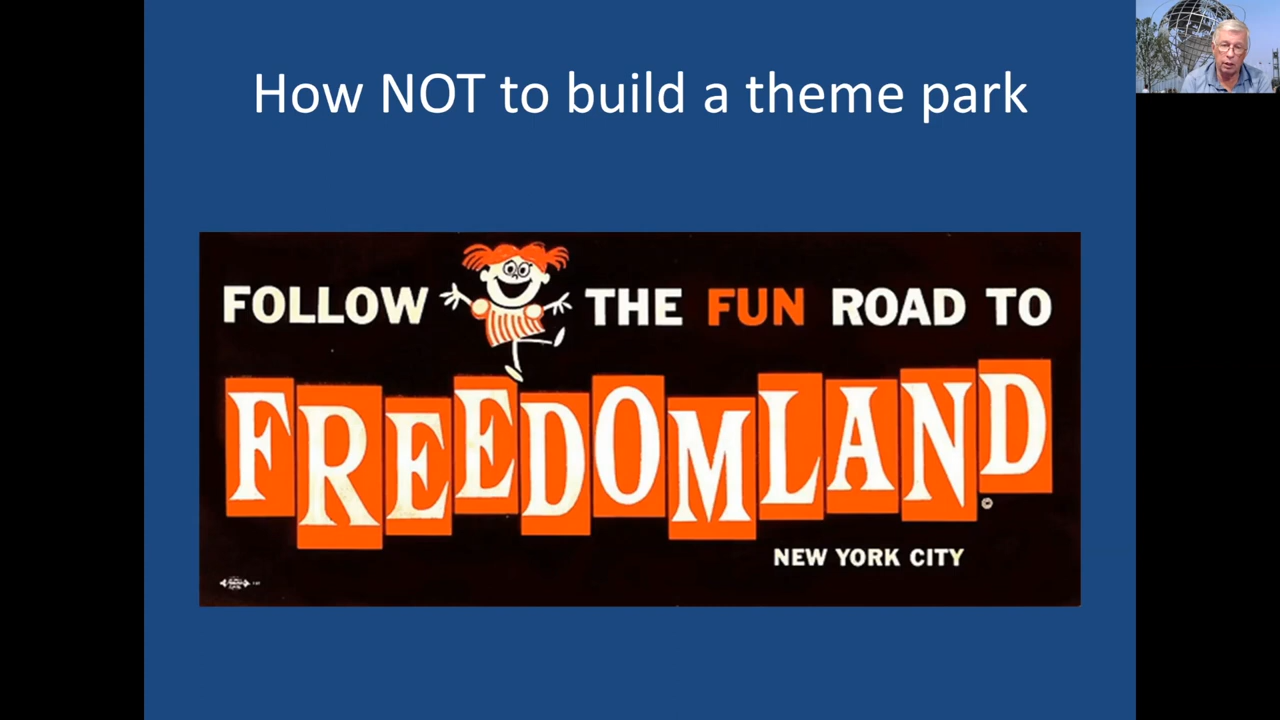 How NOT to build a theme park
FOLLOW THE FUN ROAD TO
FREEDOMLAND
NEW YORK CITY